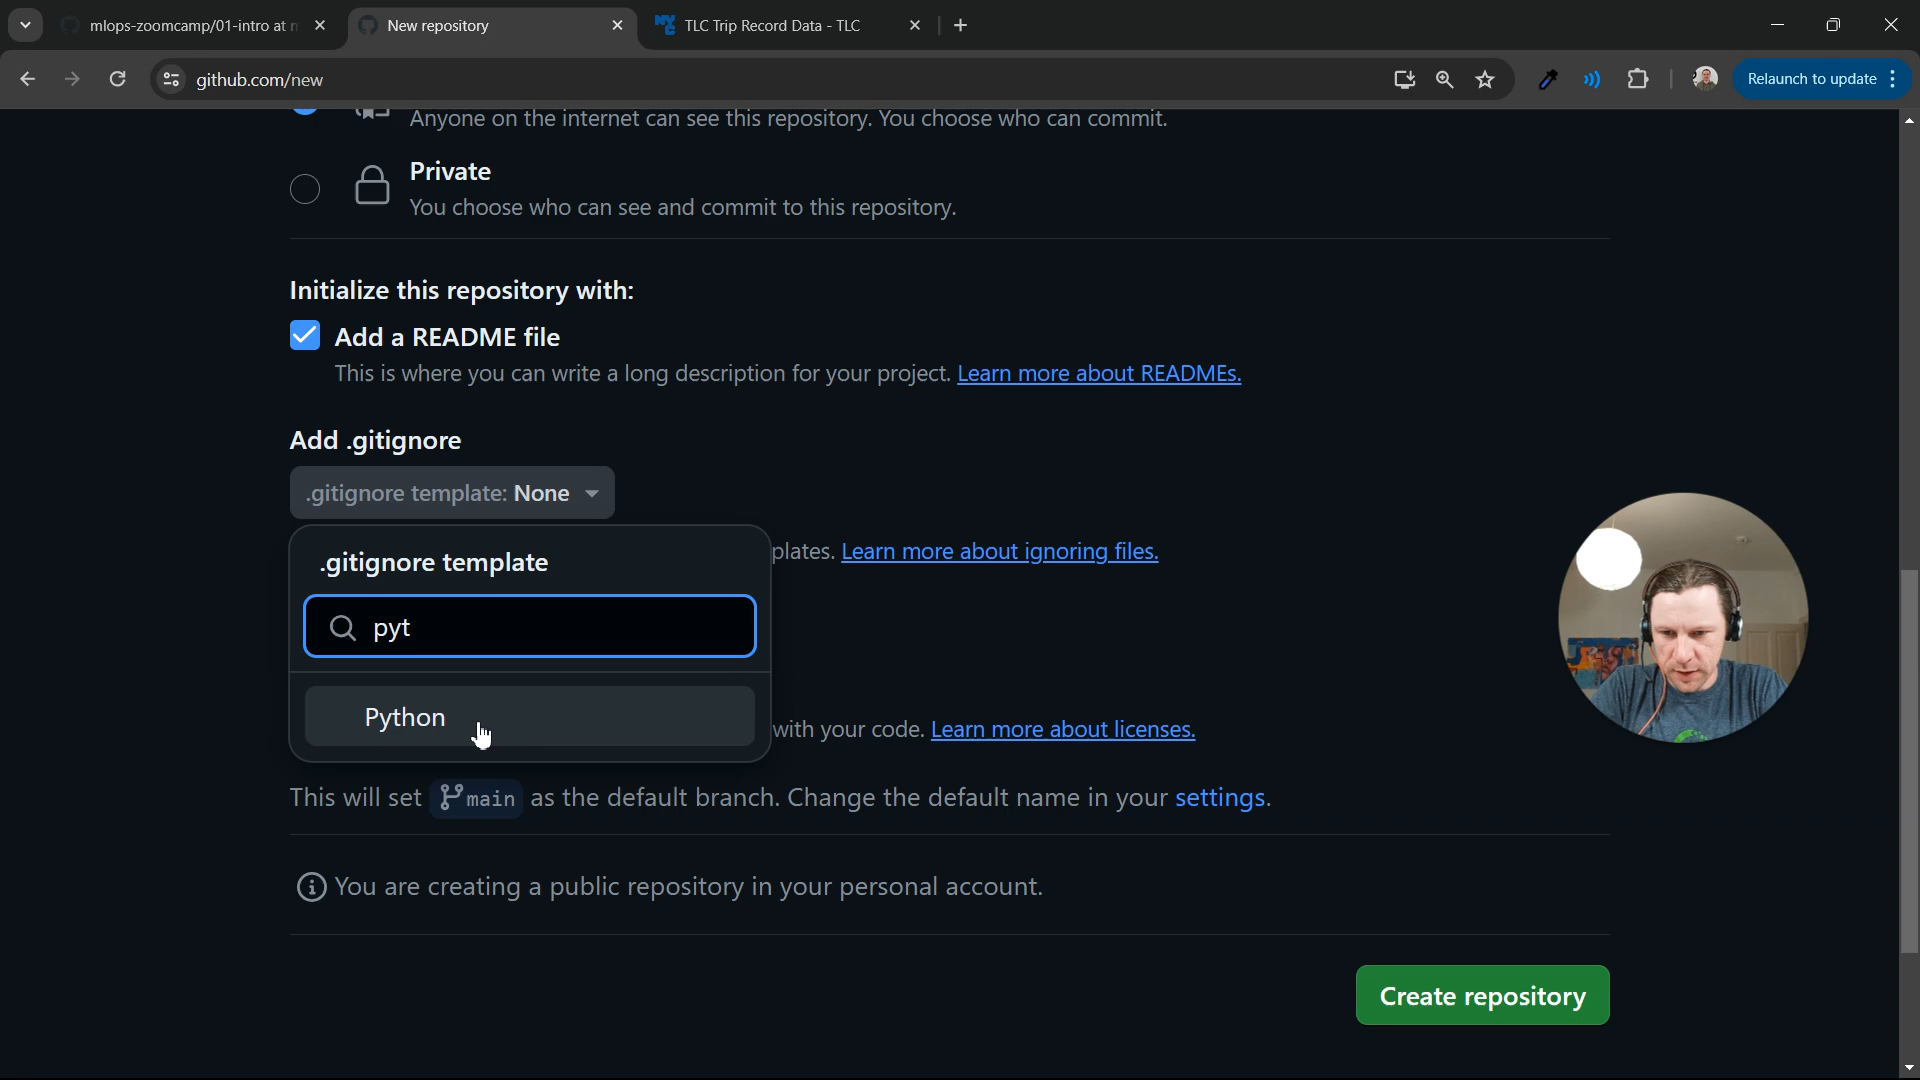 mlops-zoomcamp/01-intro at m
New repository
TLC Trip Record Data - TLC
github.com/new
Relaunch to update
Anyone on the internet can see this repository. You choose who can commit.
Private
You choose who can see and commit to this repository.
Initialize this repository with:
Add a README file
This is where you can write a long description for your project. Learn more about READMEs.
Add .gitignore
.gitignore template: None
.gitignore template
plates. Learn more about ignoring files.
pyt
Python
with your code. Learn more about licenses.
This will set main as the default branch. Change the default name in your settings.
You are creating a public repository in your personal account.
Create repository